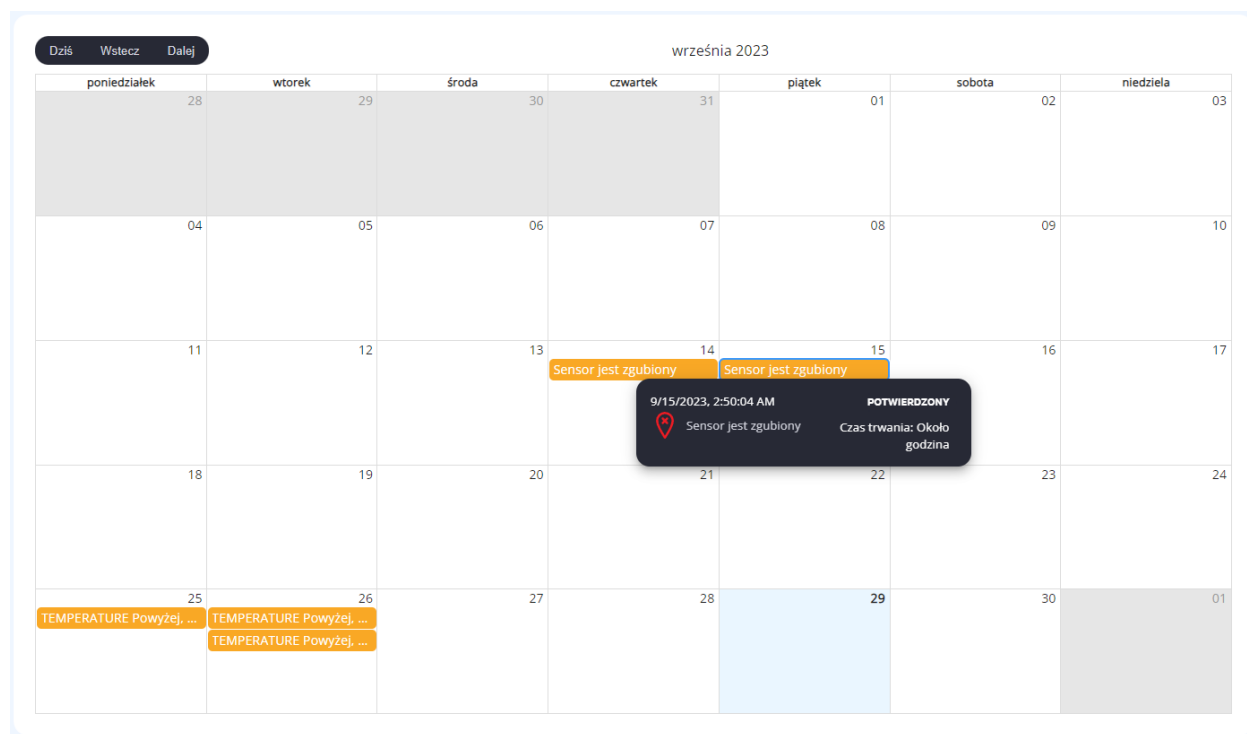 Dziś Wstecz Dalej
września 2023
poniedziałek wtorek środa czwartek piątek sobota niedziela
28 29 30 31 01 02 03
04 05 06 07 08 09 10
11 12 13 14 15 16 17
Sensor jest zgubiony Sensor jest zgubiony
9/15/2023, 2:50:04 AM POTWIERDZONY
Sensor jest zgubiony Czas trwania: Około
godzina
18 19 20 21 22 23 24
25 26 27 28 29 30 01
TEMPERATURE Powyżej, ... TEMPERATURE Powyżej, ...
TEMPERATURE Powyżej, ...